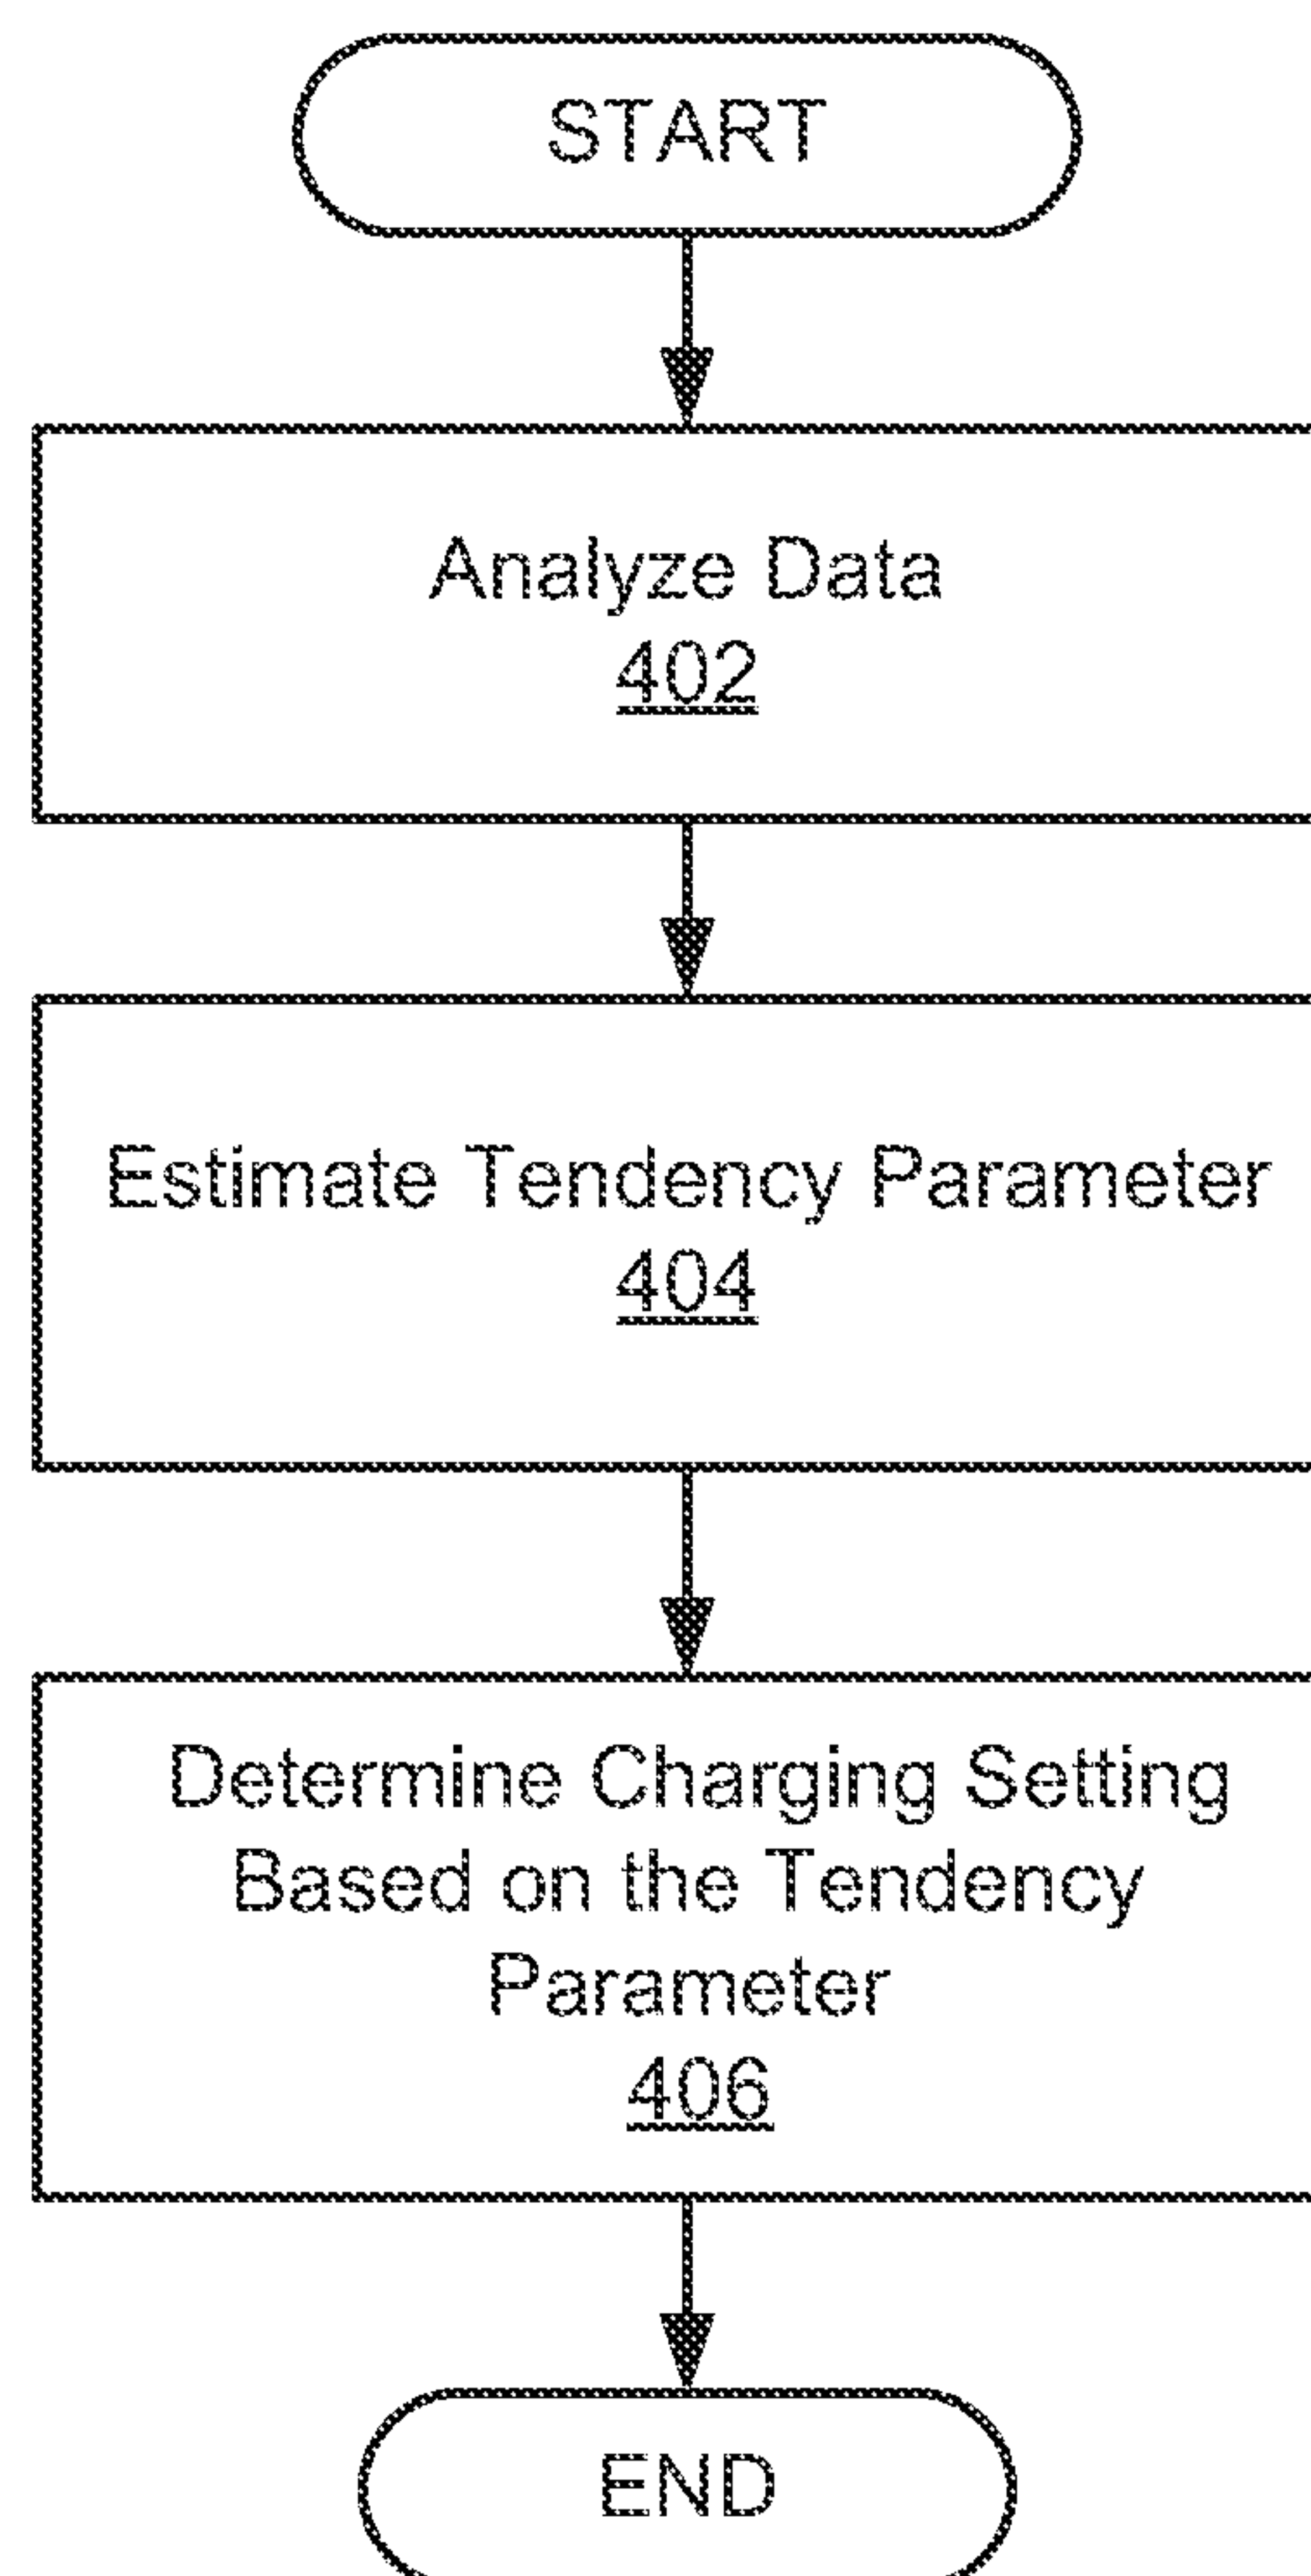 START
Analyze Data
402
Estimate Tendency Parameter
404
Determine Charging Setting
Based on the Tendency
Parameter
406
END